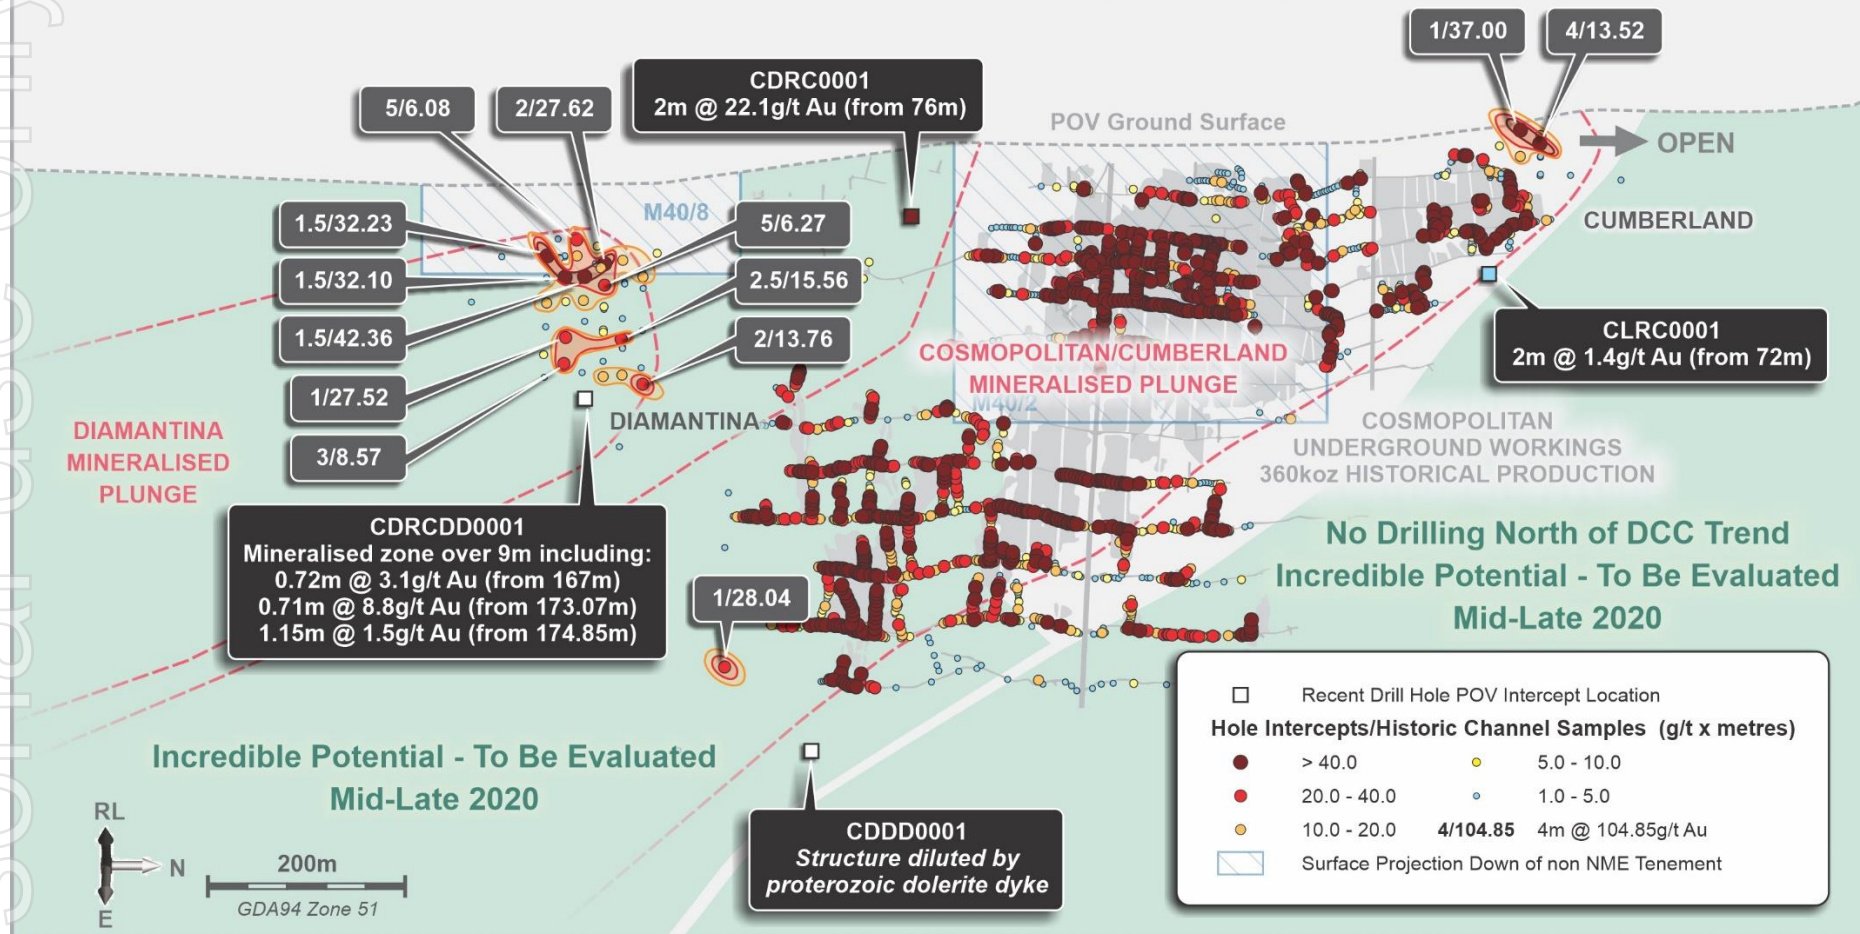 1/37.00
4/13.52
CDRC0001
2m @ 22.1g/t Au (from 76m)
5/6.08
2/27.62
POV Ground Surface
OPEN
M40/8
1.5/32.23
5/6.27
CUMBERLAND
1.5/32.10
2.5/15.56
1.5/42.36
2/13.76
CLRC0001
2m @ 1.4g/t Au (from 72m)
COSMOPOLITAN/CUMBERLAND
MINERALISED PLUNGE
M40/2
1/27.52
DIAMANTINA
3/8.57
DIAMANTINA
MINERALISED
PLUNGE
COSMOPOLITAN
UNDERGROUND WORKINGS
360koz HISTORICAL PRODUCTION
CDRCDD0001
Mineralised zone over 9m including:
0.72m @ 3.1g/t Au (from 167m)
0.71m @ 8.8g/t Au (from 173.07m)
1.15m @ 1.5g/t Au (from 174.85m)
No Drilling North of DCC Trend
Incredible Potential - To Be Evaluated
Mid-Late 2020
1/28.04
Incredible Potential - To Be Evaluated
Mid-Late 2020
CDDD0001
Structure diluted by
proterozoic dolerite dyke
RL
N
E
200m
GDA94 Zone 51
Recent Drill Hole POV Intercept Location
Hole Intercepts/Historic Channel Samples (g/t x metres)
> 40.0
5.0 - 10.0
20.0 - 40.0
1.0 - 5.0
10.0 - 20.0
4/104.85 4m @ 104.85g/t Au
Surface Projection Down of non NME Tenement